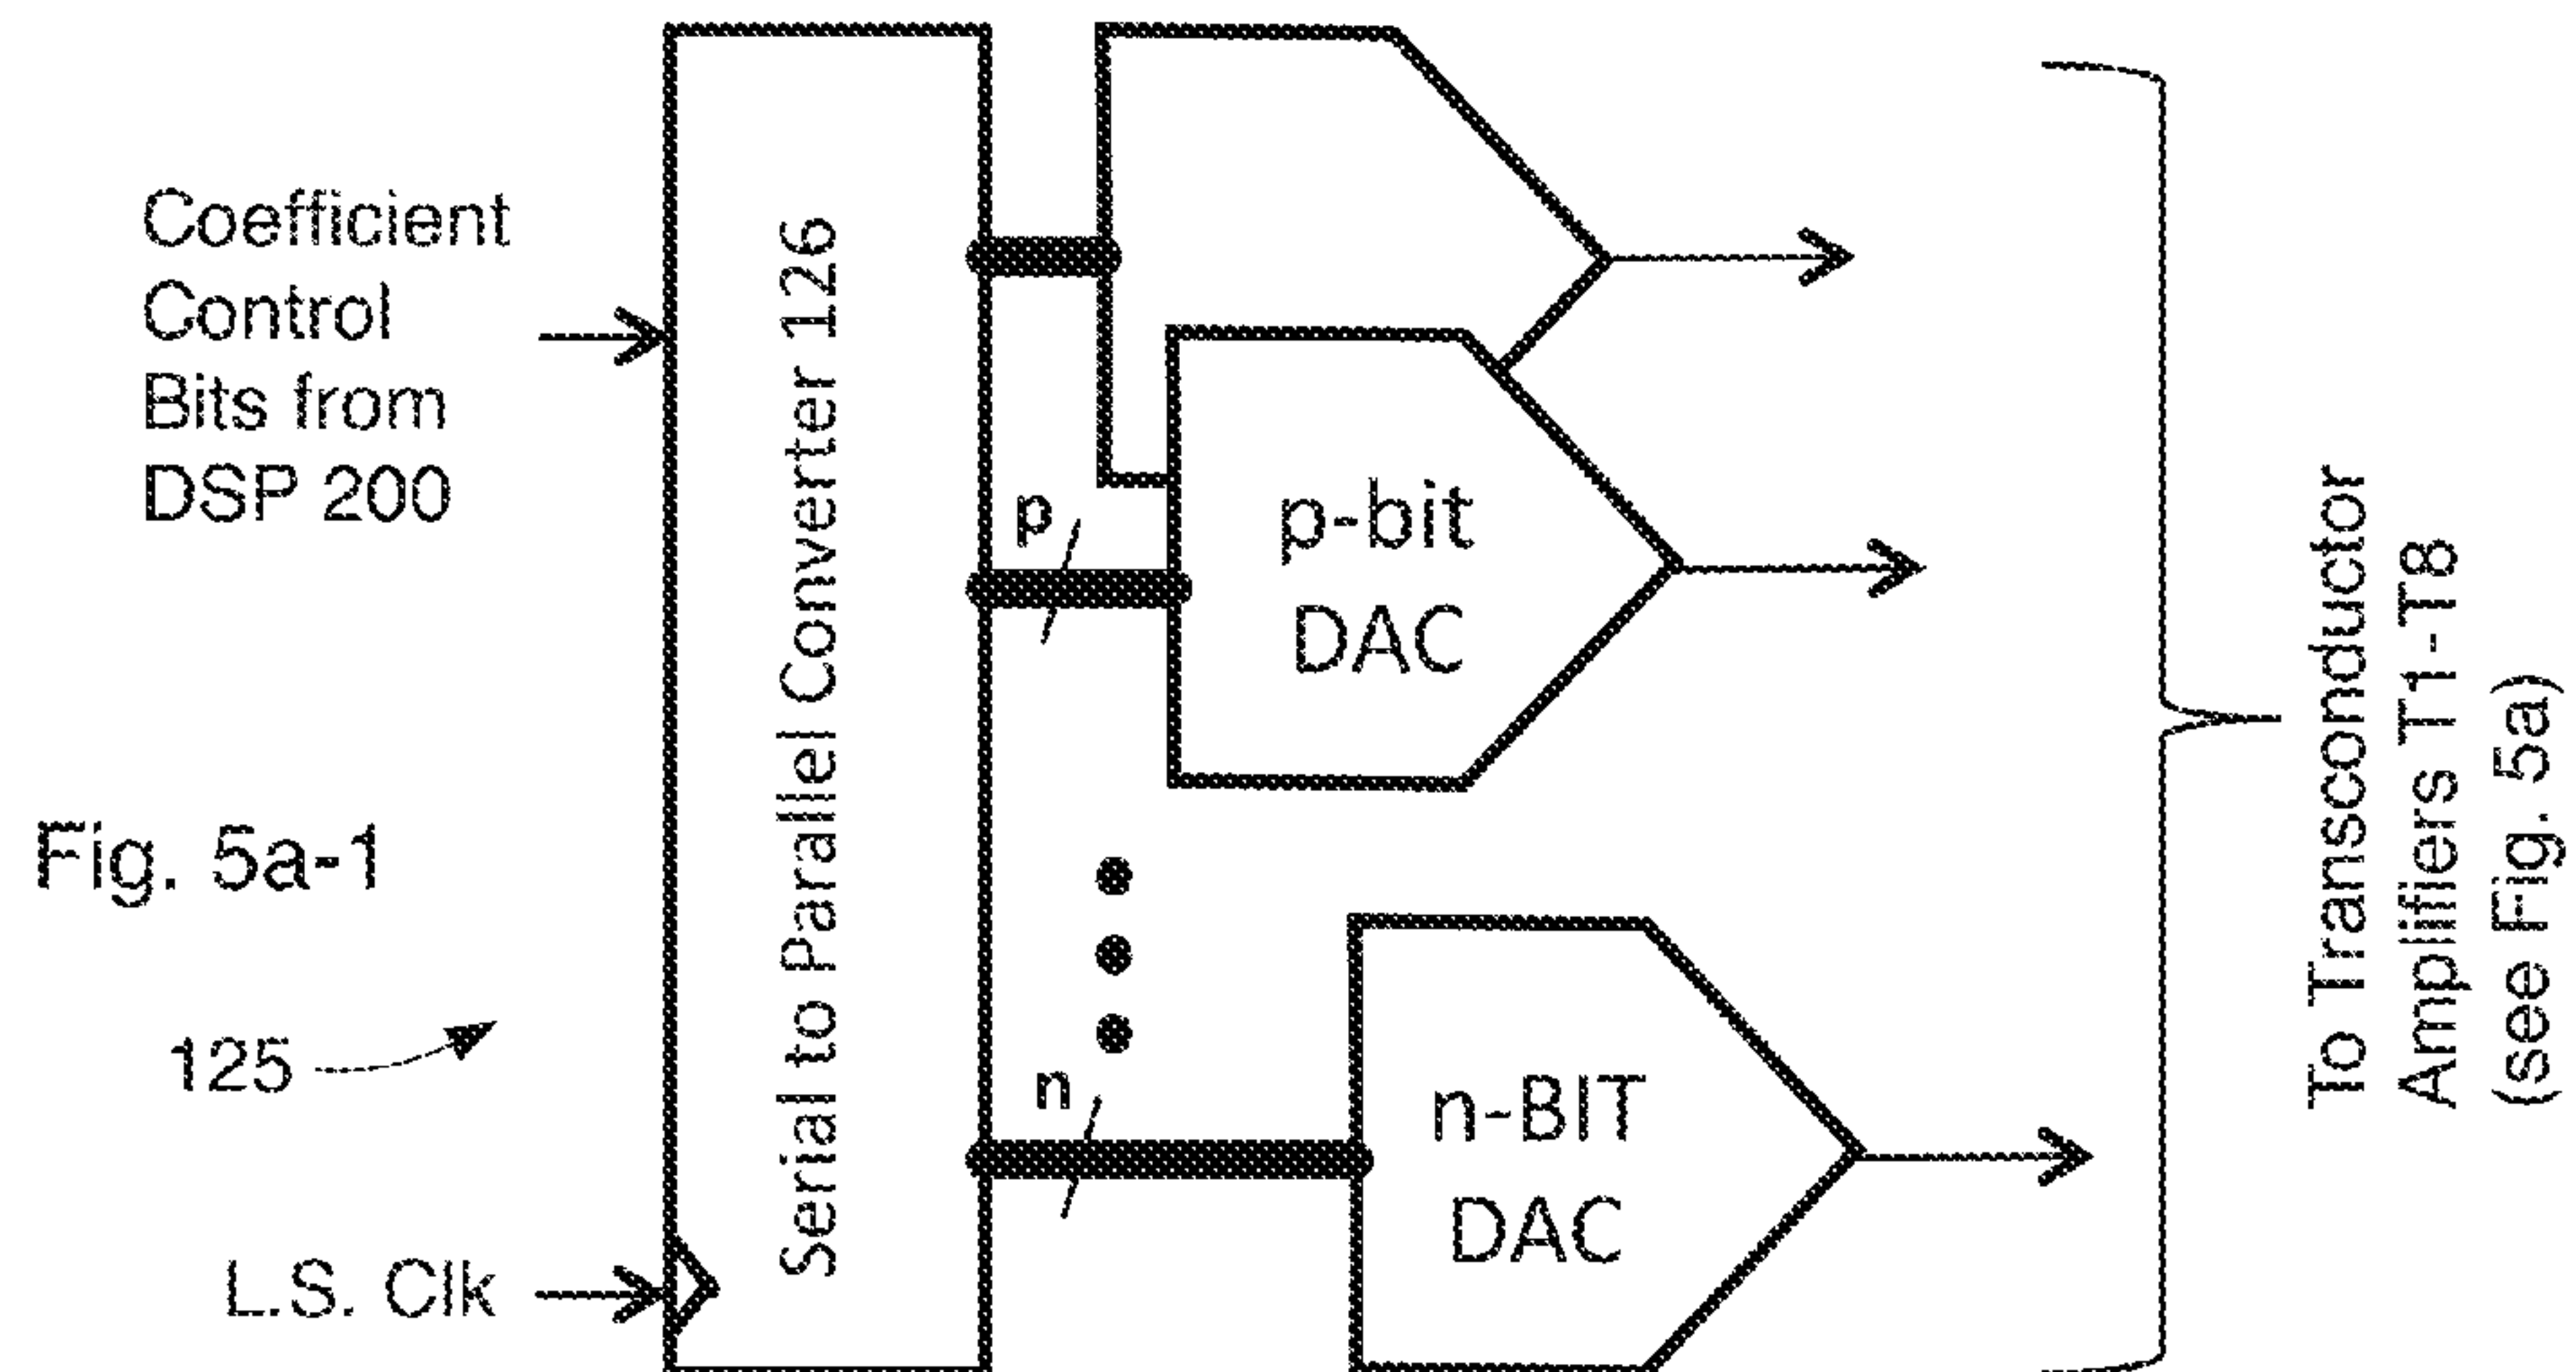 Coefficient
Control
Bits from
DSP 200
Fig. 5a-1
125
L.S. Clk
Serial to Parallel Converter 126
p
p-bit
DAC
n
n-BIT
DAC
To Transconductor
Amplifiers T1-T8
(see Fig. 5a)